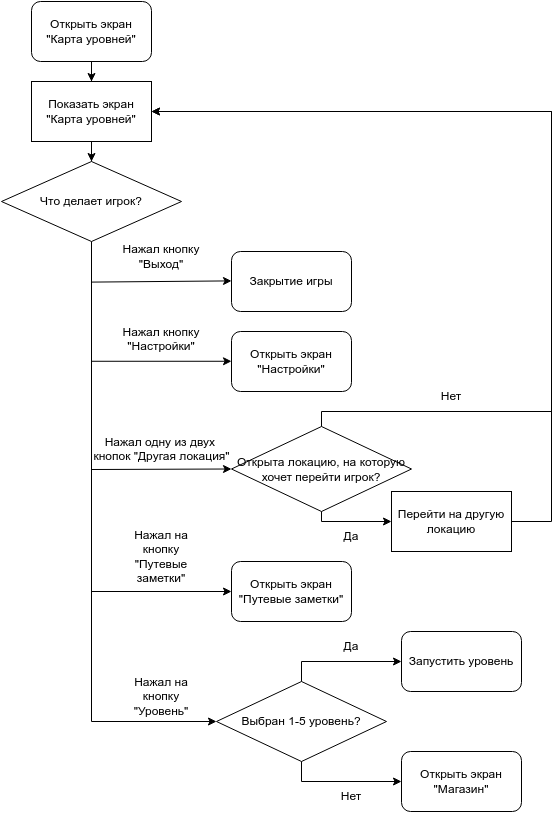 Открыть экран
"Карта уровней"
Показать экран
"Карта уровней"
Что делает игрок?
Нажал кнопку
"Выход"
Закрытие игры
Нажал кнопку
"Настройки"
Открыть экран
"Настройки"
Нет
Нажал одну из двух
кнопок "Другая локация"
Открыта локацию, на которую
хочет перейти игрок?
Да
Перейти на другую
локацию
Нажал на
кнопку
"Путевые
заметки"
Открыть экран
"Путевые заметки"
Нажал на
кнопку
"Уровень"
Выбран 1-5 уровень?
Да
Запустить уровень
Нет
Открыть экран
"Магазин"